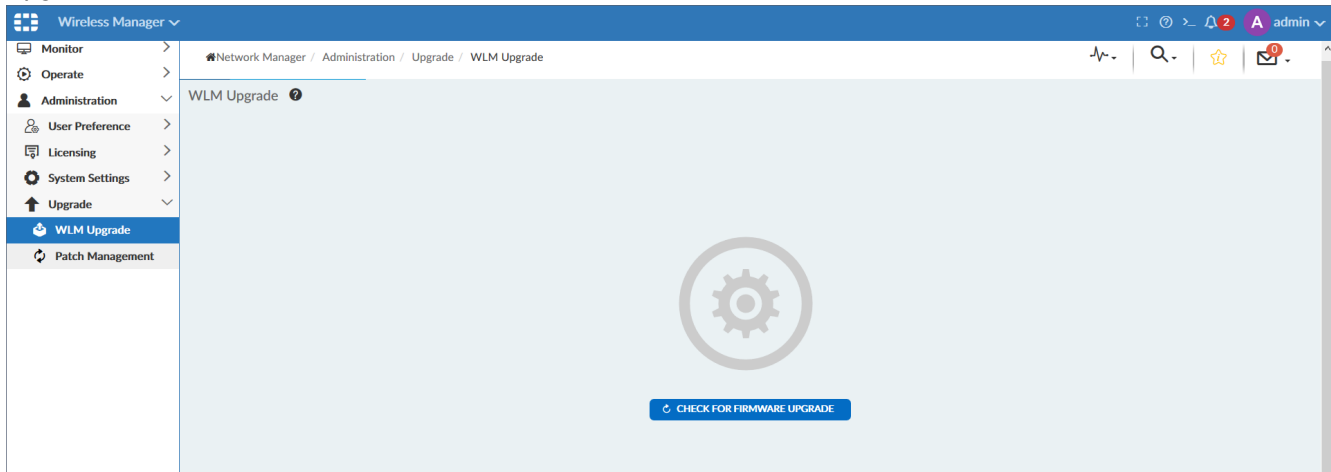 Wireless Manager
>_ 2 A admin
Monitor
Network Manager / Administration / Upgrade / WLM Upgrade
0
Operate
Administration
WLM Upgrade ?
User Preference
Licensing
System Settings
Upgrade
WLM Upgrade
Patch Management
CHECK FOR FIRMWARE UPGRADE